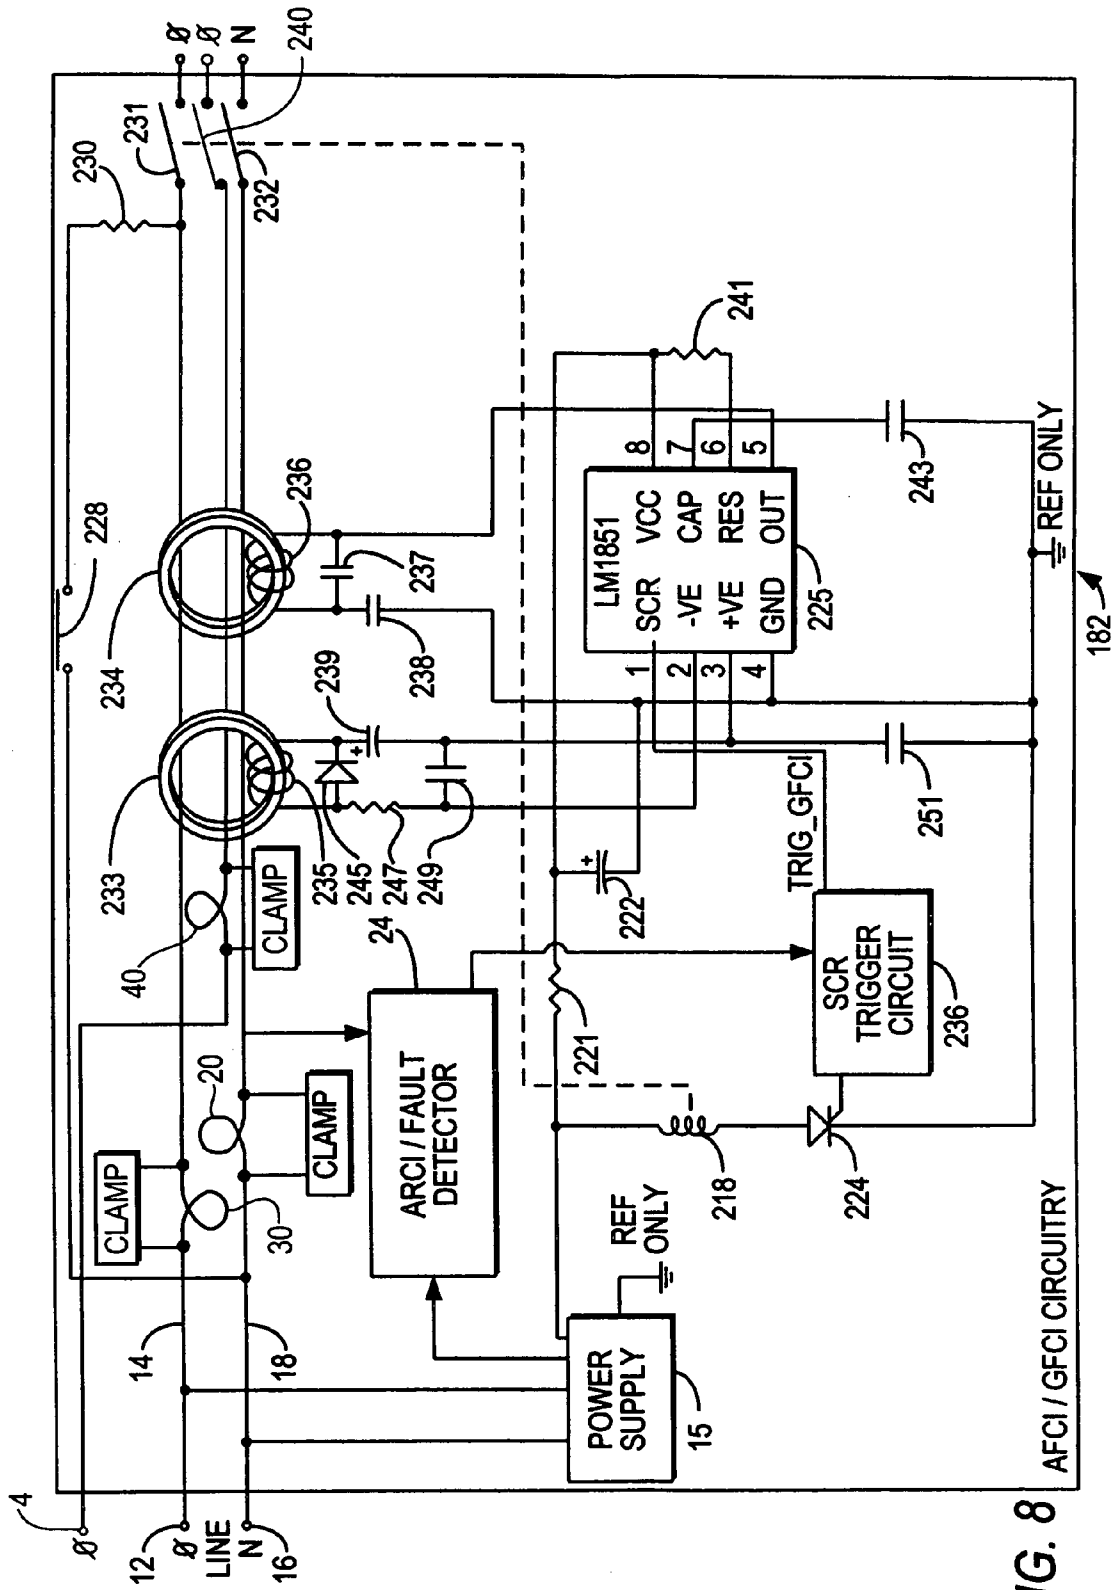 4
Ø
12
Ø
LINE
N
16
14
18
CLAMP
30
20
CLAMP
40
CLAMP
233
234
228
230
231
Ø
Ø
N
240
232
235
245
247
249
239
236
237
238
24
ARCI / FAULT
DETECTOR
POWER
SUPPLY
15
REF
ONLY
221
222
218
224
SCR
TRIGGER
CIRCUIT
236
TRIG_GFCI
LM1851
1 SCR VCC 8
2 -VE CAP 7
3 +VE RES 6
4 GND OUT 5
225
241
243
251
REF ONLY
182
AFCI / GFCI CIRCUITRY
IG. 8